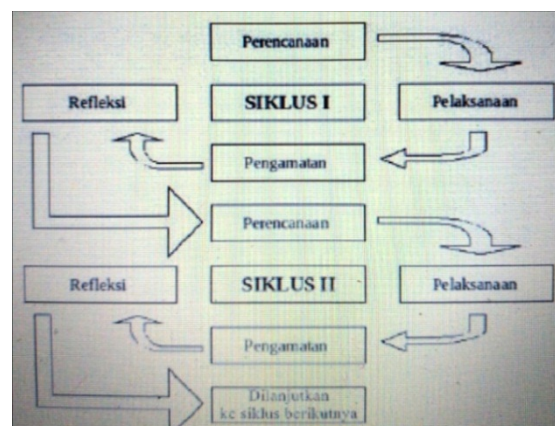 Perencanaan
Refleksi
SIKLUS I
Pelaksanaan
Pengamatan
Perencanaan
Refleksi
SIKLUS II
Pelaksanaan
Pengamatan
Dilanjutkan
ke siklus berikutnya